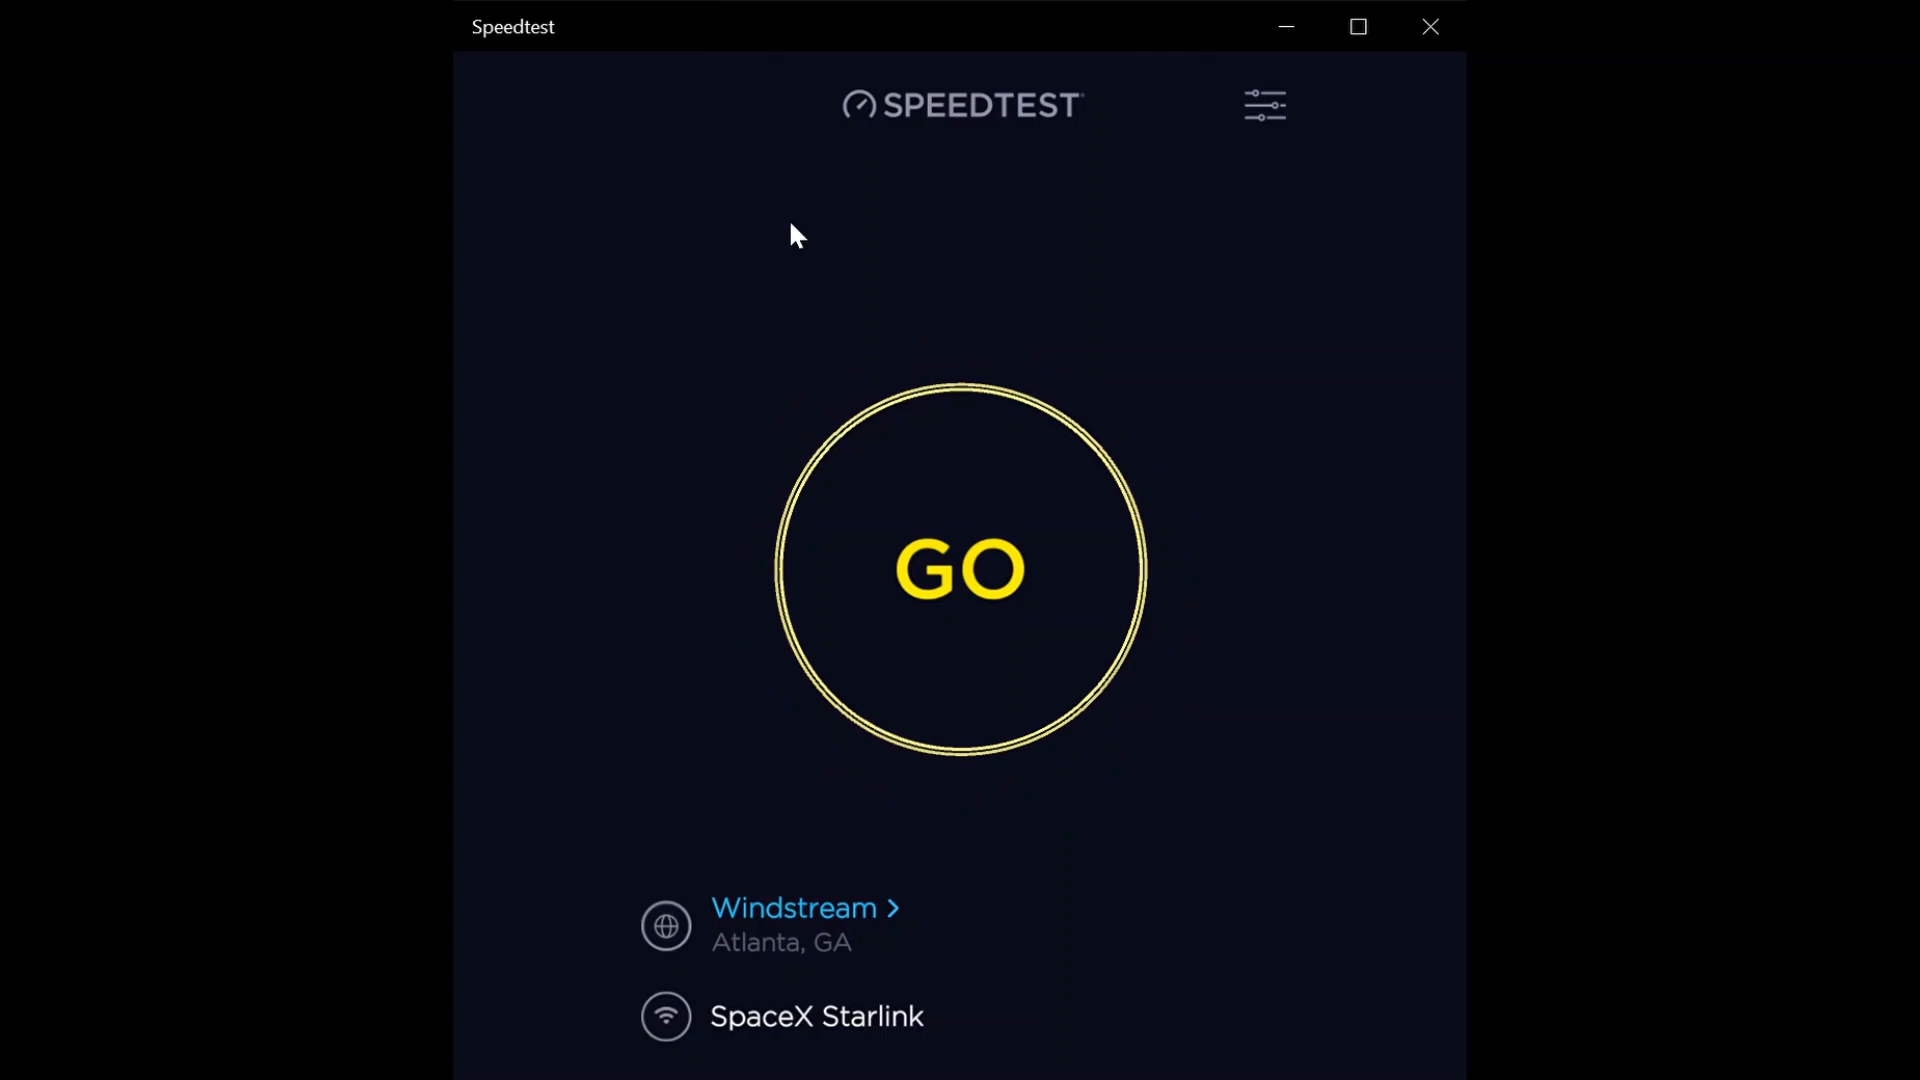 Speedtest
SPEEDTEST
GO
Windstream
Atlanta, GA
SpaceX Starlink